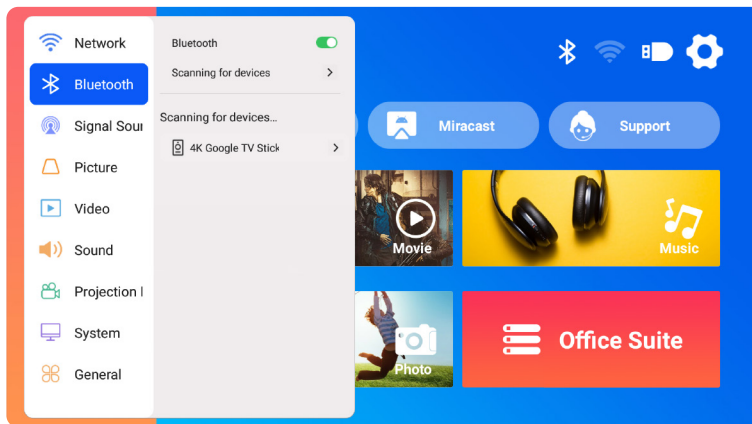 Network
Bluetooth
Signal Sour
Picture
Video
Sound
Projection
System
General
Bluetooth
Scanning for devices
Scanning for devices...
4K Google TV Stick
Miracast
Support
Movie
Music
Photo
Office Suite